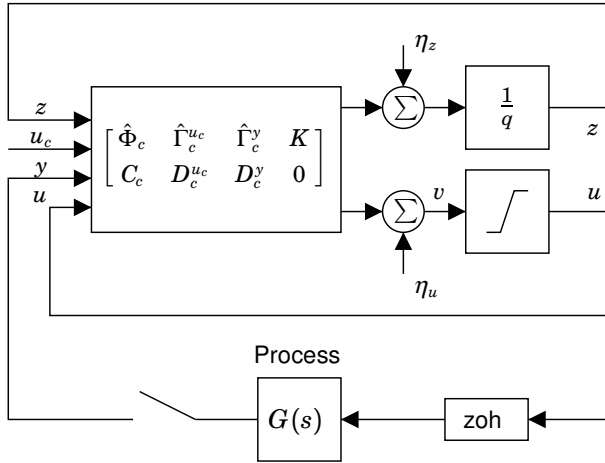 η_z
z
u_c
y
u
[ Φ̂_c Γ̂_c^{u_c} Γ̂_c^y K
C_c D_c^{u_c} D_c^y 0 ]
∑
1/q
z
∑
v
u
η_u
Process
G(s)
zoh